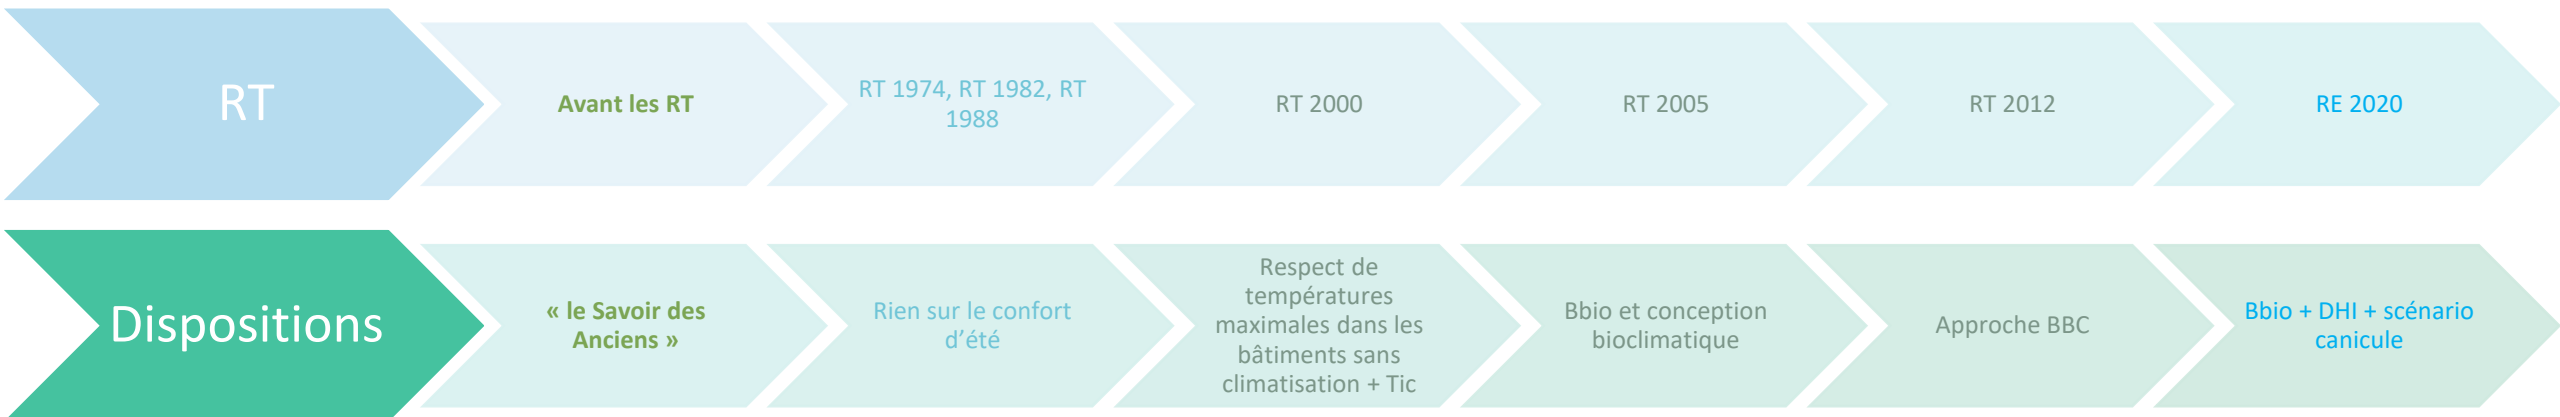 RT
Avant les RT
RT 1974, RT 1982, RT
1988
RT 2000
RT 2005
RT 2012
RE 2020
Dispositions
« le Savoir des
Anciens »
Rien sur le confort
d’été
Respect de
températures
maximales dans les
bâtiments sans
climatisation + Tic
Bbio et conception
bioclimatique
Approche BBC
Bbio + DHI + scénario
canicule